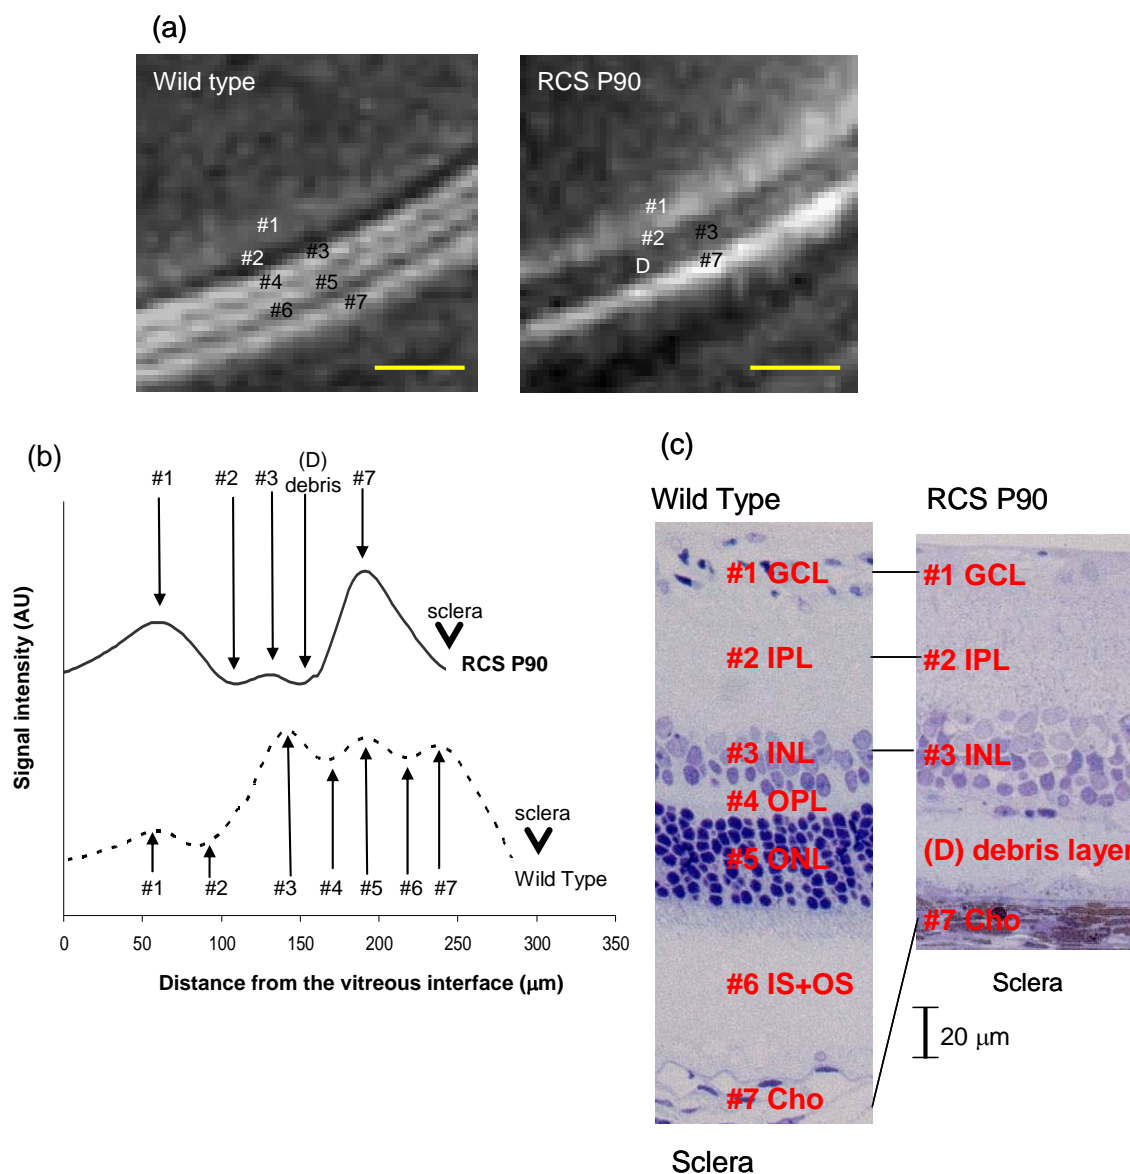 (a)
Wild type
#1
#2
#3
#4
#5
#6
#7
RCS P90
#1
#2
#3
D
#7
(b)
#1
#2
#3
(D)
debris
#7
sclera
RCS P90
sclera
Wild Type
#1
#2
#3
#4
#5
#6
#7
0
50
100
150
200
250
300
350
Distance from the vitreous interface (μm)
Signal intensity (AU)
(c)
Wild Type
#1 GCL
#2 IPL
#3 INL
#4 OPL
#5 ONL
#6 IS+OS
#7 Cho
Sclera
RCS P90
#1 GCL
#2 IPL
#3 INL
(D) debris layer
#7 Cho
Sclera
20 μm